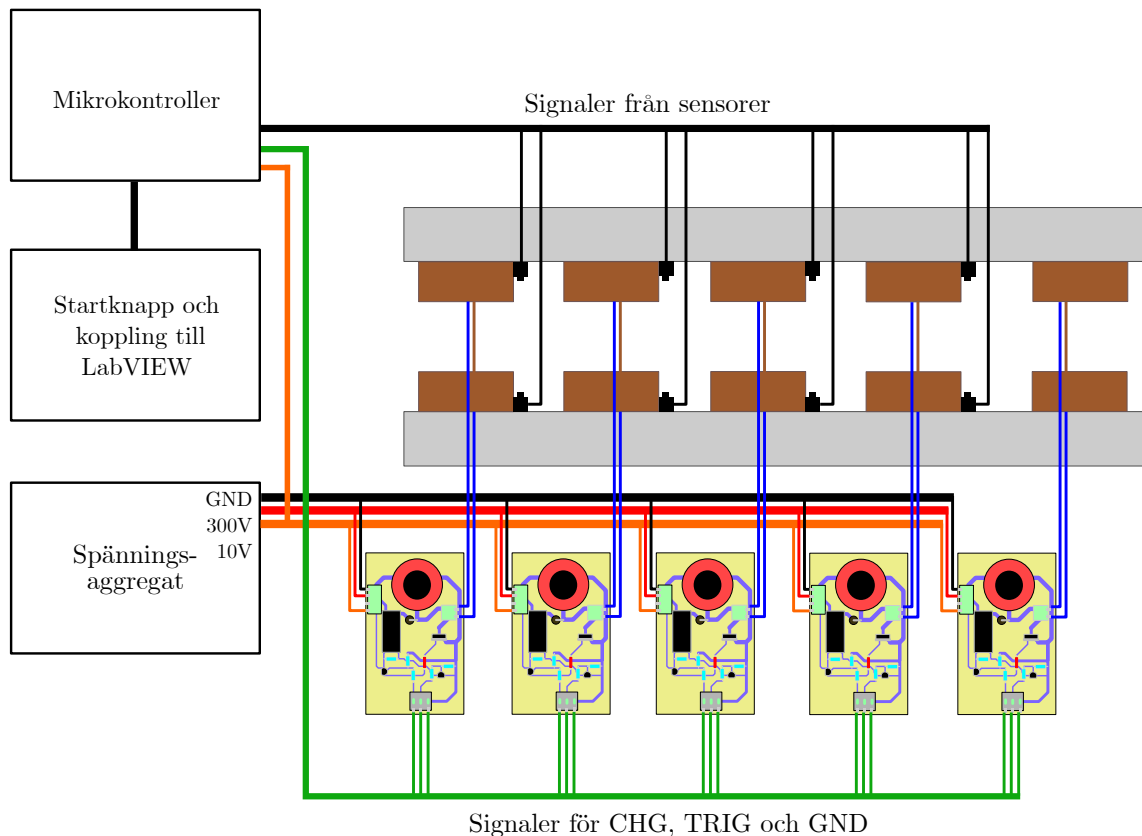 Mikrokontroller
Signaler från sensorer
Startknapp och
koppling till
LabVIEW
GND
300V
10V
Spännings-
aggregat
Signaler för CHG, TRIG och GND